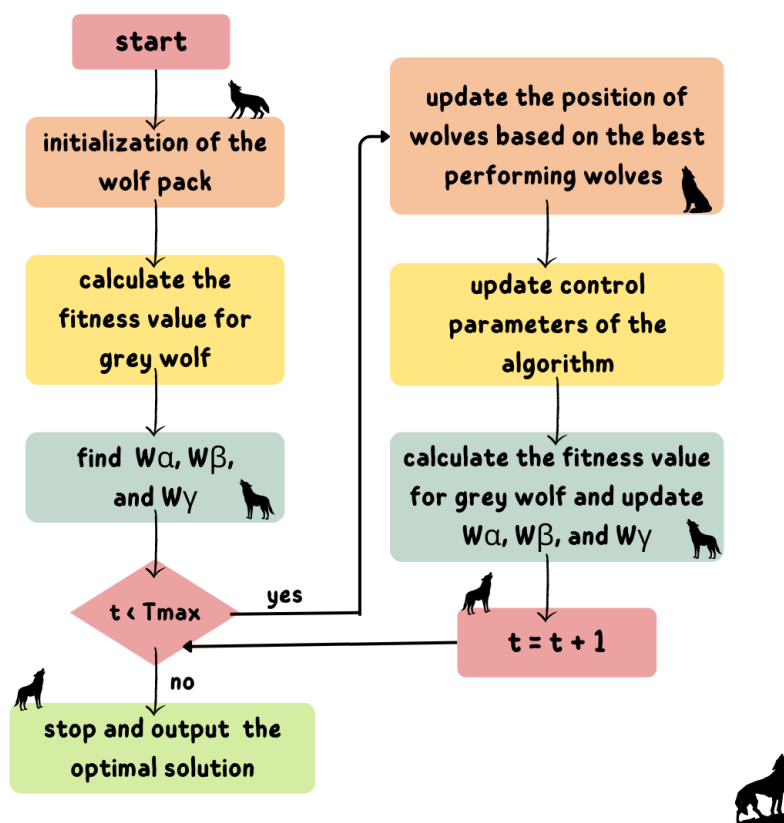 start
initialization of the
wolf pack
calculate the
fitness value for
grey wolf
find Wα, Wβ,
and Wγ
t < Tmax
yes
no
stop and output the
optimal solution
update the position of
wolves based on the best
performing wolves
update control
parameters of the
algorithm
calculate the fitness value
for grey wolf and update
Wα, Wβ, and Wγ
t = t + 1